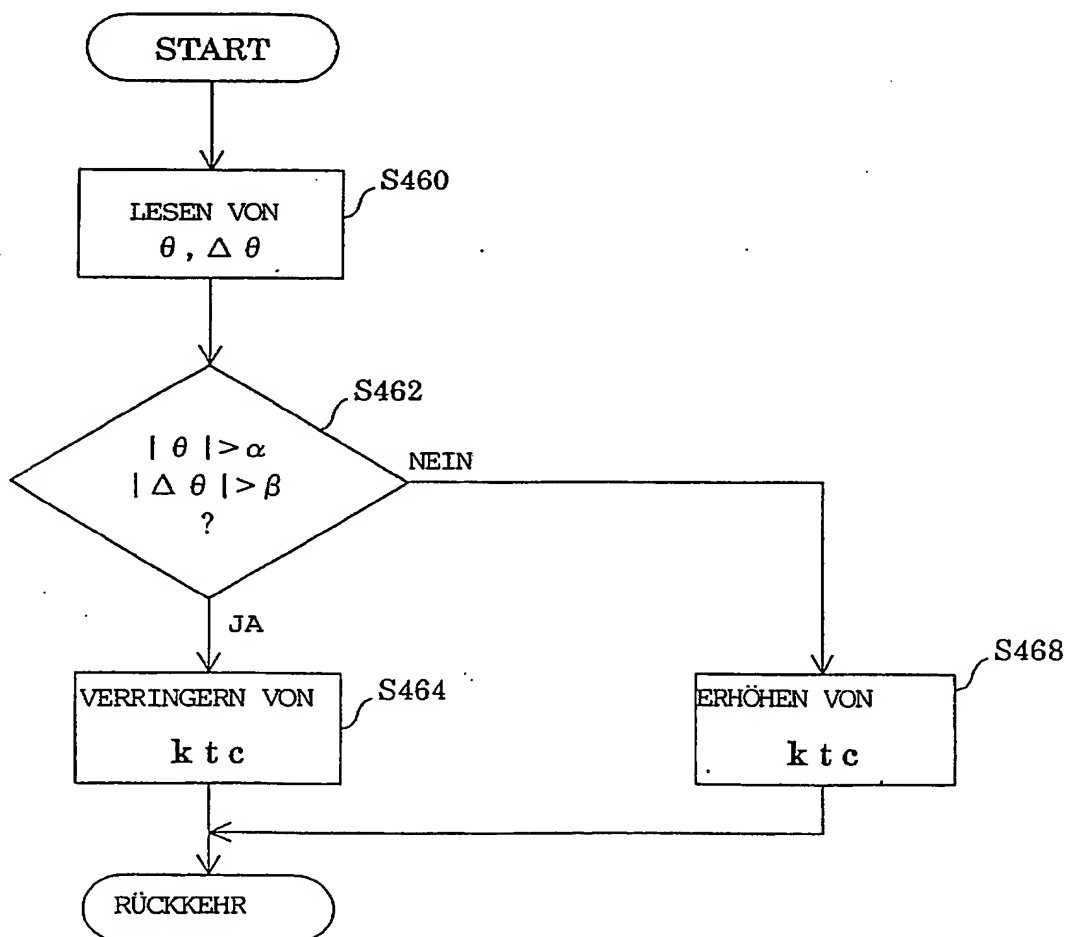 START
S460
LESEN VON
θ , Δ θ
S462
| θ | > α
| Δ θ | > β
?
NEIN
JA
S464
VERRINGERN VON
k t c
S468
ERHÖHEN VON
k t c
RÜCKKEHR